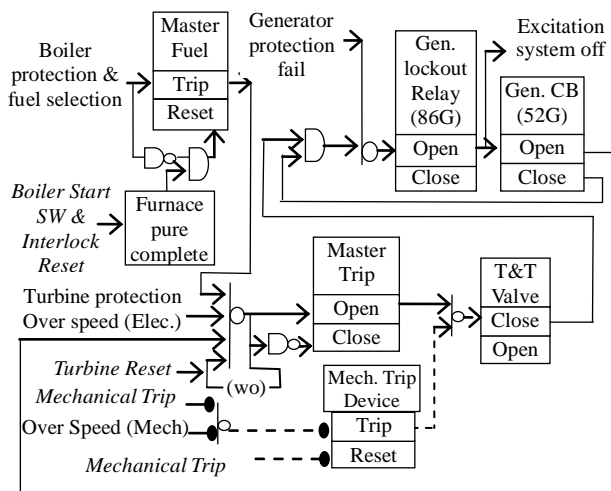 Boiler
protection &
fuel selection
Master
Fuel
Trip
Reset
Generator
protection
fail
Gen.
lockout
Relay
(86G)
Open
Close
Excitation
system off
Gen. CB
(52G)
Open
Close
Boiler Start
SW &
Interlock
Reset
Furnace
pure
complete
Turbine protection
Over speed (Elec.)
Turbine Reset
(wo)
Master
Trip
Open
Close
T&T
Valve
Close
Open
Mechanical Trip
Over Speed (Mech)
Mechanical Trip
Mech. Trip
Device
Trip
Reset